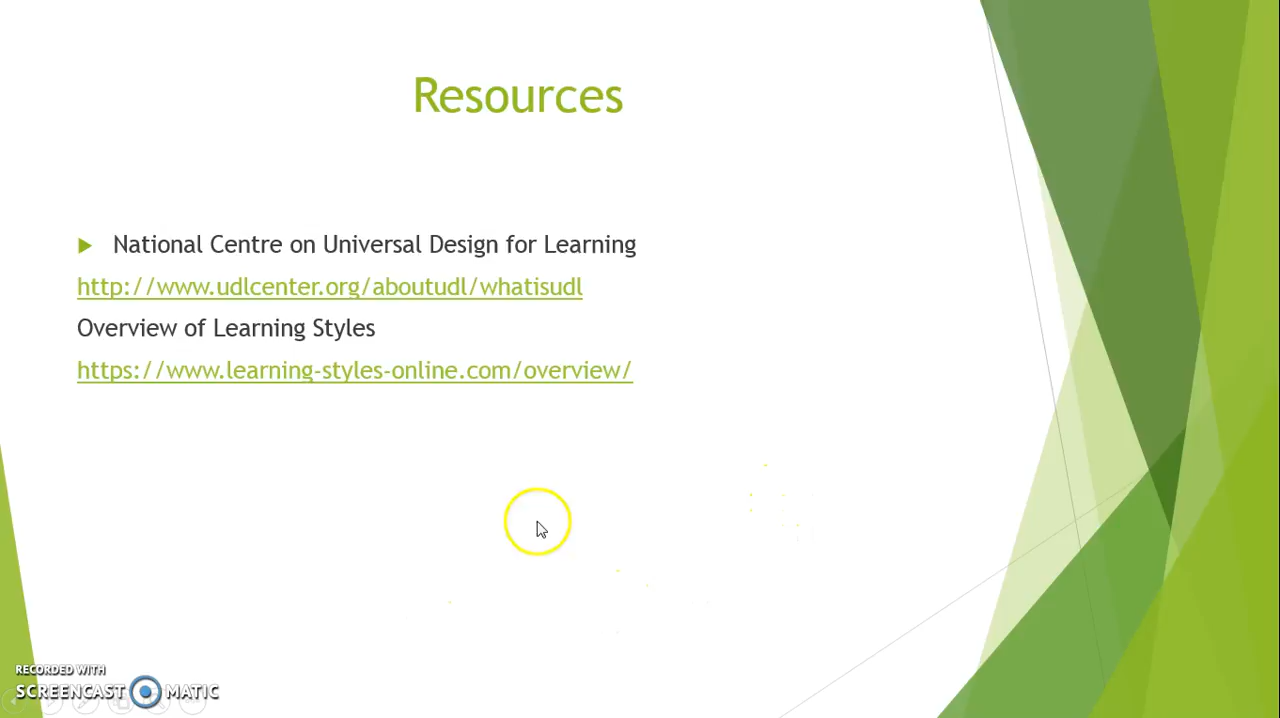 Resources
National Centre on Universal Design for Learning
http://www.udlcenter.org/aboutudl/whatisudl
Overview of Learning Styles
https://www.learning-styles-online.com/overview/
RECORDED WITH
SCREENCAST MATIC